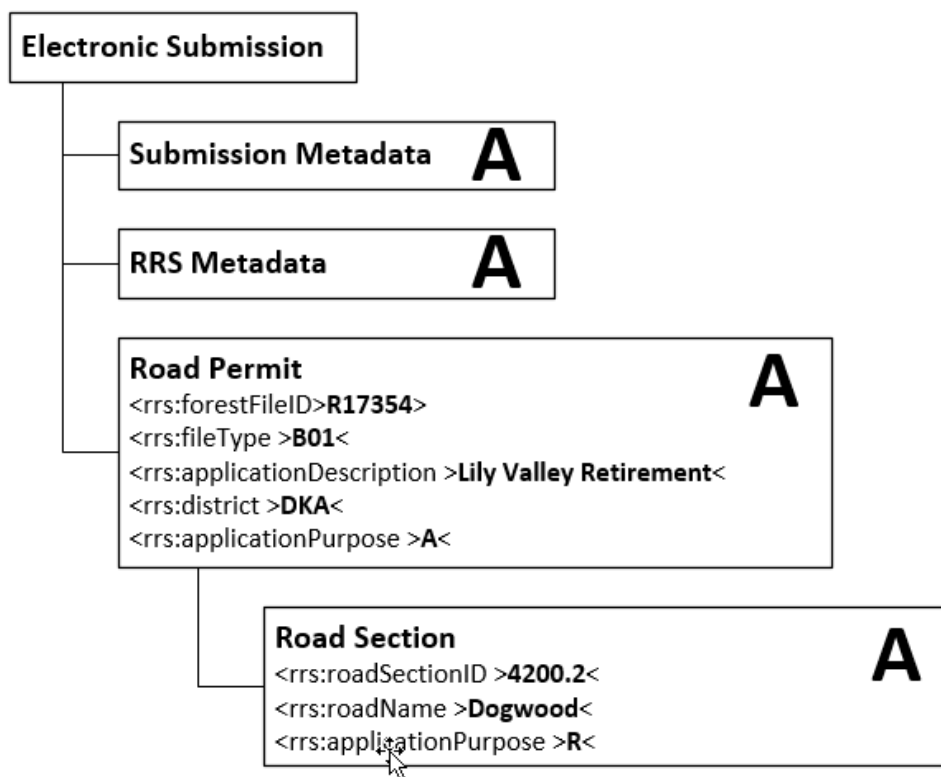 Electronic Submission
Submission Metadata A
RRS Metadata A
Road Permit A
<rrs:forestFileID>R17354>
<rrs:fileType >B01<
<rrs:applicationDescription >Lily Valley Retirement<
<rrs:district >DKA<
<rrs:applicationPurpose >A<
Road Section A
<rrs:roadSectionID >4200.2<
<rrs:roadName >Dogwood<
<rrs:applicationPurpose >R<